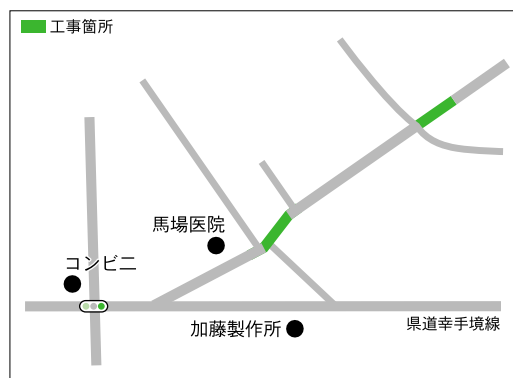 工事箇所
馬場医院
コンビニ
県道幸手境線
加藤製作所